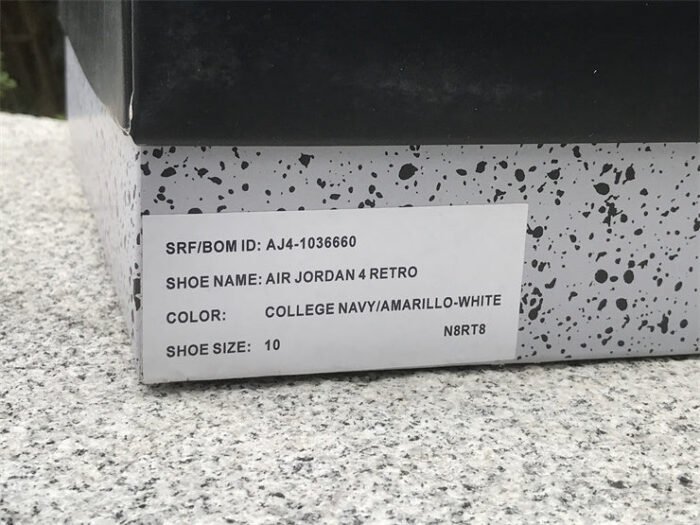 SRF/BOM ID: AJ4-1036660
SHOE NAME: AIR JORDAN 4 RETRO
COLOR: COLLEGE NAVY/AMARILLO-WHITE
N8RT8
SHOE SIZE: 10